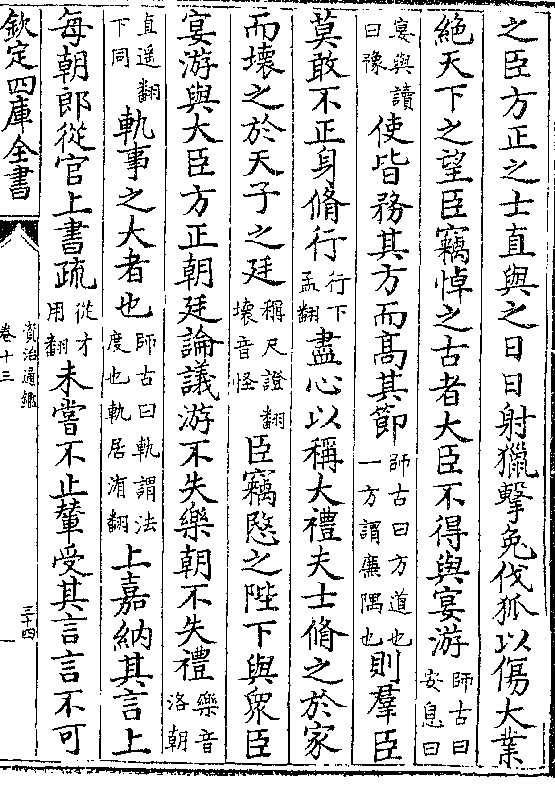 之臣方正之士直與之日日射獵擊兔伐狐以傷大業
絕天下之望臣竊悼之古者大臣不得與宴游師古曰安息曰
宴與讀曰豫使皆務其方而髙其節師古曰方道也一方謂廉隅也則羣臣
莫敢不正身脩行行下孟翻盡心以稱大禮夫士脩之於家
而壞之於天子之廷稱尺證翻壞音怪臣竊愍之陛下與眾臣
宴游與大臣方正朝廷論議游不失樂朝不失禮樂音洛朝
直遥翻下同軌事之大者也師古曰軌謂法度也軌居洧翻上嘉納其言上
每朝郎從官上書疏從才用翻未嘗不止輦受其言言不可
欽定四庫全書
資治通鑑
卷十三
三十四